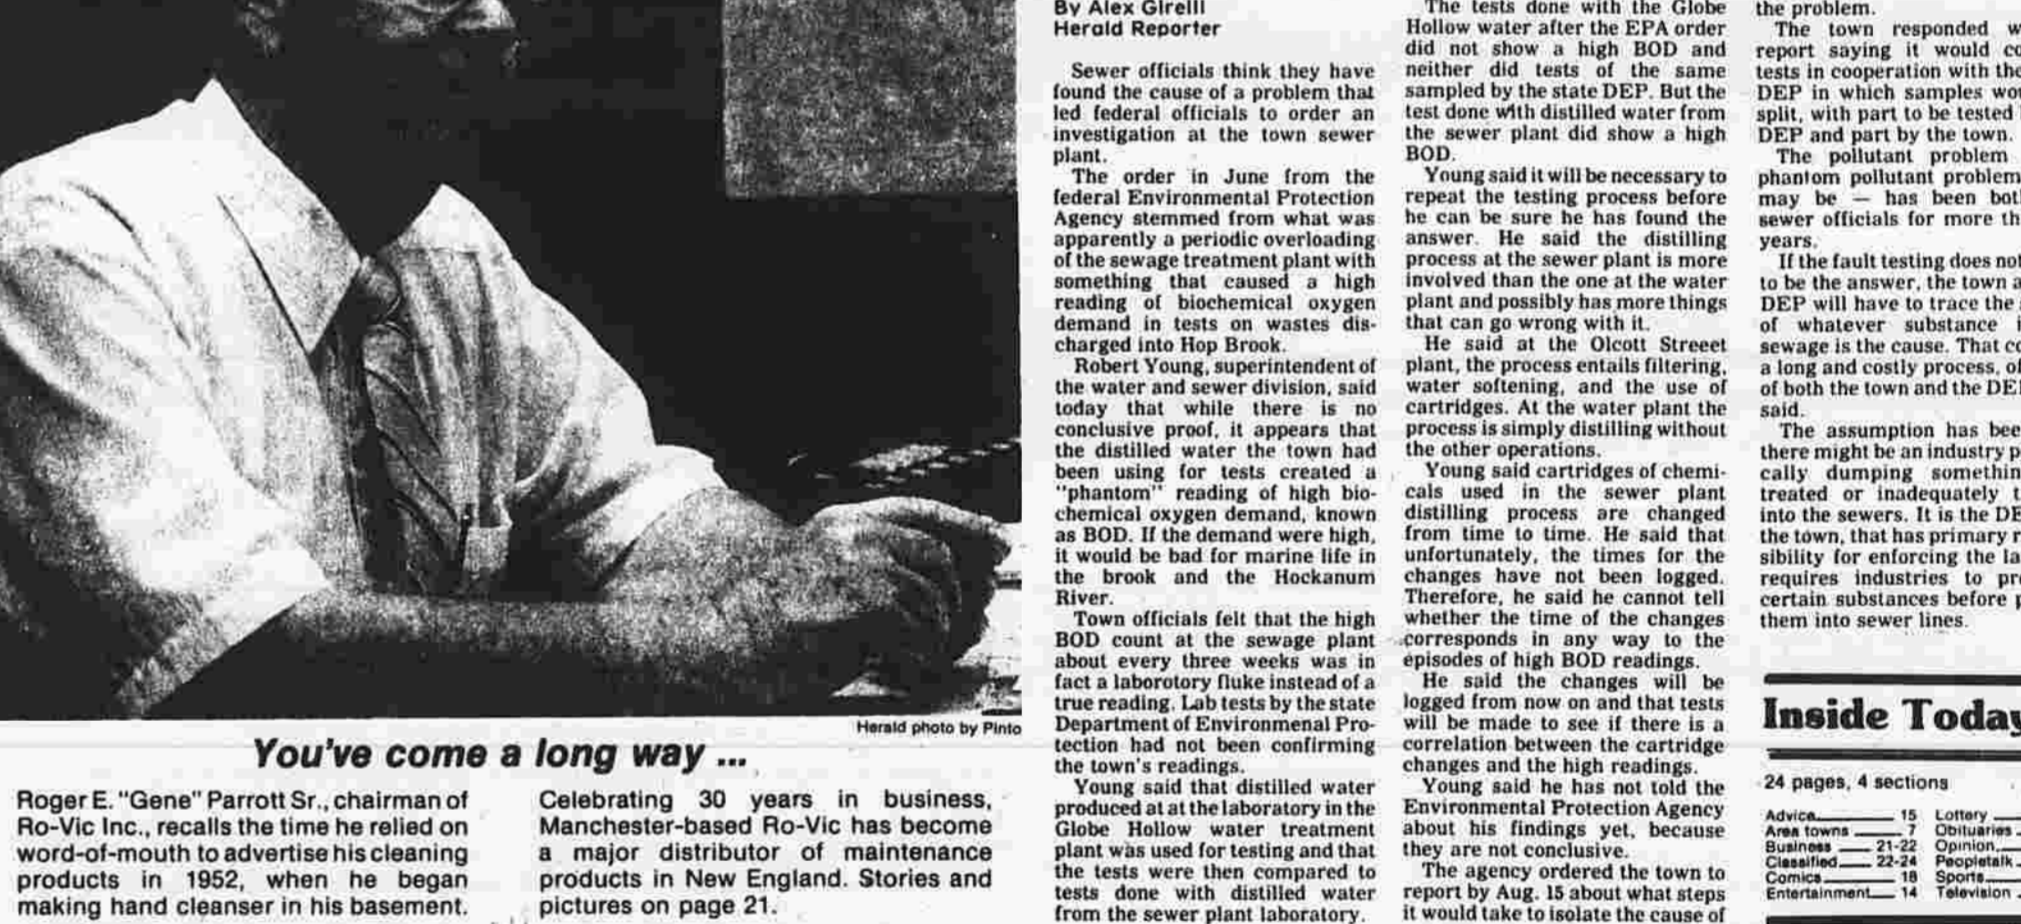 Herald photo by Pinto
You've come a long way ...
Roger E. "Gene" Parrott Sr., chairman of
Ro-Vic Inc., recalls the time he relied on
word-of-mouth to advertise his cleaning
products in 1952, when he began
making hand cleanser in his basement.
Celebrating 30 years in business,
Manchester-based Ro-Vic has become
a major distributor of maintenance
products in New England. Stories and
pictures on page 21.
By Alex Girelli
Herald Reporter
Sewer officials think they have
found the cause of a problem that
led federal officials to order an
investigation at the town sewer
plant.
The order in June from the
federal Environmental Protection
Agency stemmed from what was
apparently a periodic overloading
of the sewage treatment plant with
something that caused a high
reading of biochemical oxygen
demand in tests on wastes dis-
charged into Hop Brook.
Robert Young, superintendent of
the water and sewer division, said
today that while there is no
conclusive proof, it appears that
the distilled water the town had
been using for tests created a
"phantom" reading of high bio-
chemical oxygen demand, known
as BOD. If the demand were high,
it would be bad for marine life in
the brook and the Hockanum
River.
Town officials felt that the high
BOD count at the sewage plant
about every three weeks was in
fact a laborotory fluke instead of a
true reading. Lab tests by the state
Department of Environmenal Pro-
tection had not been confirming
the town's readings.
Young said that distilled water
produced at at the laboratory in the
Globe Hollow water treatment
plant was used for testing and that
the tests were then compared to
tests done with distilled water
from the sewer plant laboratory.
The tests done with the Globe
Hollow water after the EPA order
did not show a high BOD and
neither did tests of the same
sampled by the state DEP. But the
test done with distilled water from
the sewer plant did show a high
BOD.
Young said it will be necessary to
repeat the testing process before
he can be sure he has found the
answer. He said the distilling
process at the sewer plant is more
involved than the one at the water
plant and possibly has more things
that can go wrong with it.
He said at the Olcott Streeet
plant, the process entails filtering,
water softening, and the use of
cartridges. At the water plant the
process is simply distilling without
the other operations.
Young said cartridges of chemi-
cals used in the sewer plant
distilling process are changed
from time to time. He said that
unfortunately, the times for the
changes have not been logged.
Therefore, he said he cannot tell
whether the time of the changes
corresponds in any way to the
episodes of high BOD readings.
He said the changes will be
logged from now on and that tests
will be made to see if there is a
correlation between the cartridge
changes and the high readings.
Young said he has not told the
Environmental Protection Agency
about his findings yet, because
they are not conclusive.
The agency ordered the town to
report by Aug. 15 about what steps
it would take to isolate the cause of
the problem.
The town responded
report saying it would
tests in cooperation with the
DEP in which samples
split, with part to be tested
DEP and part by the town.
The pollutant problem
phantom pollutant problem
may be — has been
sewer officials for more
years.
If the fault testing does not
to be the answer, the town
DEP will have to trace the
of whatever substance
sewage is the cause. That
a long and costly process,
of both the town and the
said.
The assumption has
there might be an industry
cally dumping
treated or inadequately
into the sewers. It is the
the town, that has primary
sibility for enforcing the
requires industries to
certain substances before
them into sewer lines.
Inside Today
24 pages, 4 sections
Advice 15 Lottery
Area towns 7 Obituaries
Business 21-22 Opinion
Classified 22-24 Peopletalk
Comics 18 Sports
Entertainment 14 Television